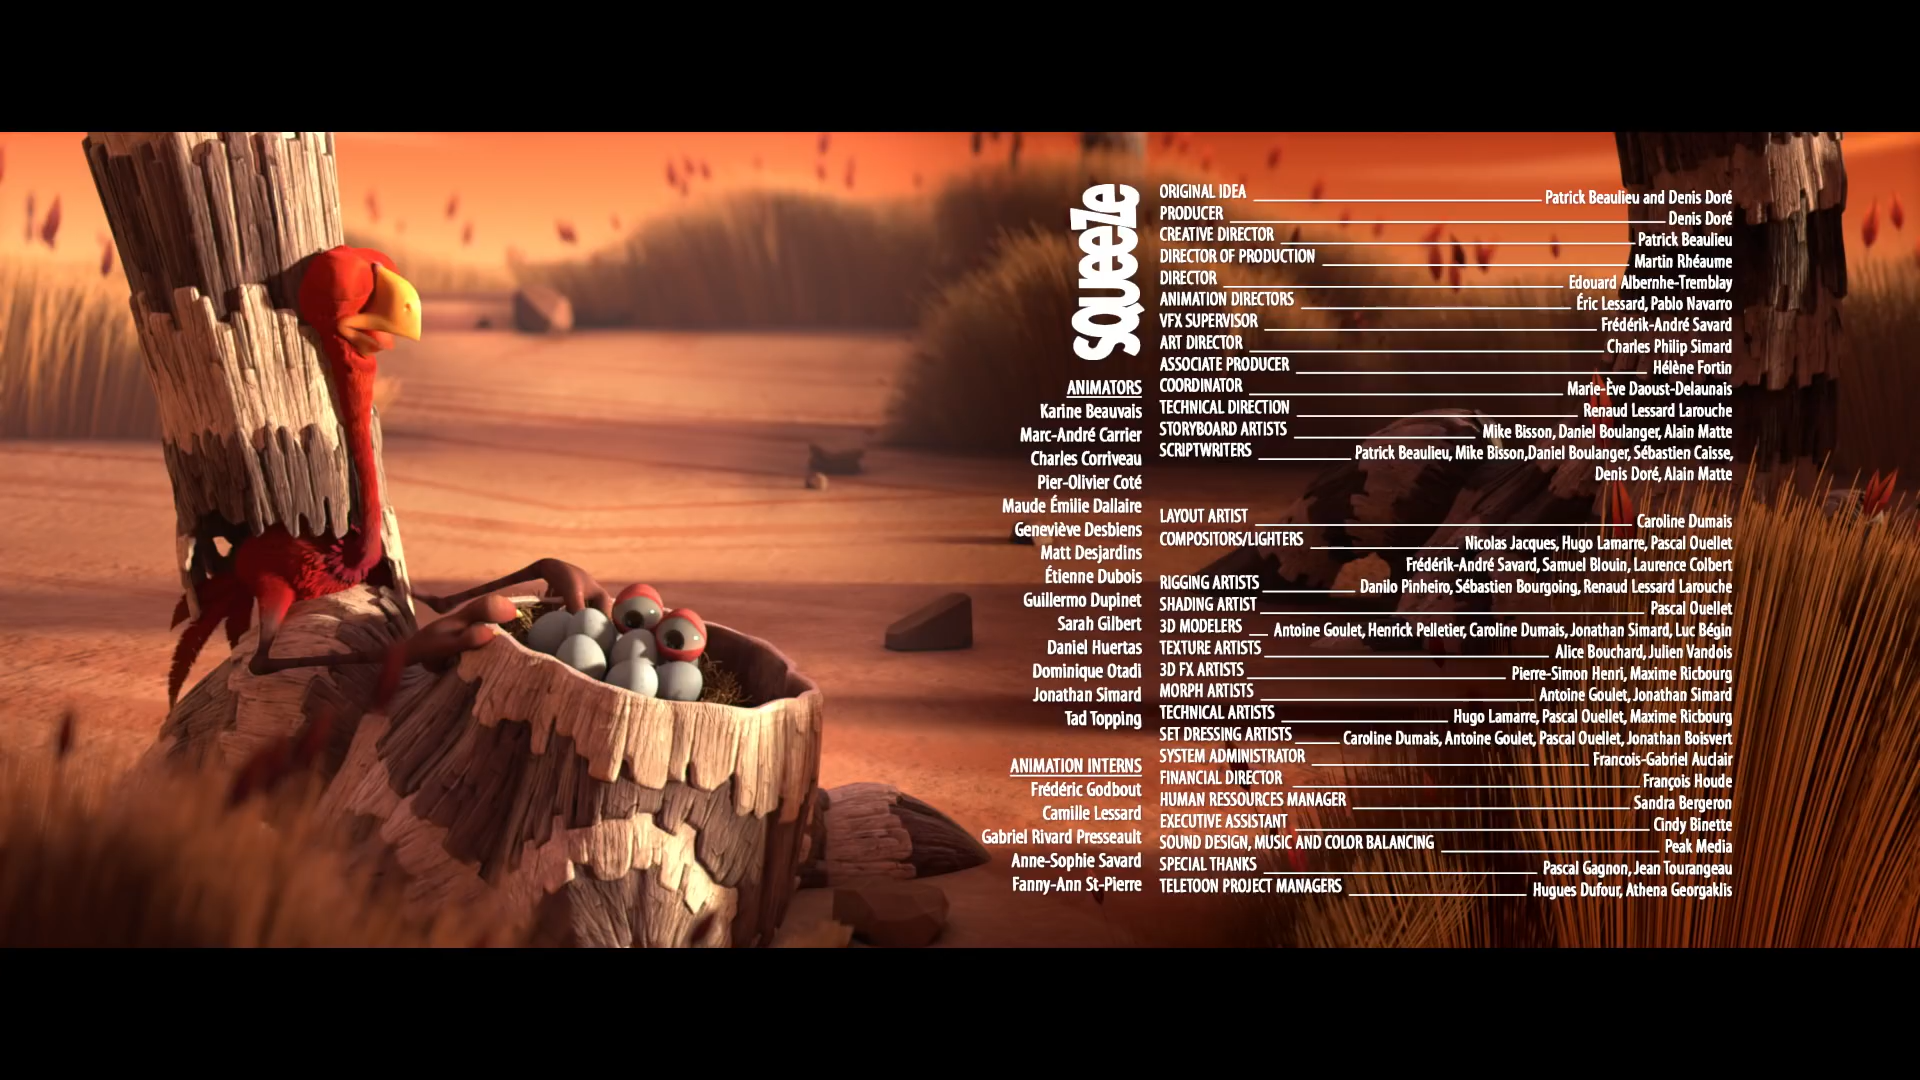 squeeze
ANIMATORS
Karine Beauvais
Marc-André Carrier
Charles Corriveau
Pier-Olivier Coté
Maude Émilie Dallaire
Geneviève Desbiens
Matt Desjardins
Étienne Dubois
Guillermo Dupinet
Sarah Gilbert
Daniel Huertas
Dominique Otadi
Jonathan Simard
Tad Topping
ANIMATION INTERNS
Frédéric Godbout
Camille Lessard
Gabriel Rivard Presseault
Anne-Sophie Savard
Fanny-Ann St-Pierre
ORIGINAL IDEA Patrick Beaulieu and Denis Doré
PRODUCER Denis Doré
CREATIVE DIRECTOR Patrick Beaulieu
DIRECTOR OF PRODUCTION Martin Rhéaume
DIRECTOR Edouard Albernhe-Tremblay
ANIMATION DIRECTORS Éric Lessard, Pablo Navarro
VFX SUPERVISOR Frédérik-André Savard
ART DIRECTOR Charles Philip Simard
ASSOCIATE PRODUCER Hélène Fortin
COORDINATOR Marie-Ève Daoust-Delaunais
TECHNICAL DIRECTION Renaud Lessard Larouche
STORYBOARD ARTISTS Mike Bisson, Daniel Boulanger, Alain Matte
SCRIPTWRITERS Patrick Beaulieu, Mike Bisson,Daniel Boulanger, Sébastien Caisse,
Denis Doré, Alain Matte
LAYOUT ARTIST Caroline Dumais
COMPOSITORS/LIGHTERS Nicolas Jacques, Hugo Lamarre, Pascal Ouellet
Frédérik-André Savard, Samuel Blouin, Laurence Colbert
RIGGING ARTISTS Danilo Pinheiro, Sébastien Bourgoing, Renaud Lessard Larouche
SHADING ARTIST Pascal Ouellet
3D MODELERS Antoine Goulet, Henrick Pelletier, Caroline Dumais, Jonathan Simard, Luc Bégin
TEXTURE ARTISTS Alice Bouchard, Julien Vandois
3D FX ARTISTS Pierre-Simon Henri, Maxime Ricbourg
MORPH ARTISTS Antoine Goulet, Jonathan Simard
TECHNICAL ARTISTS Hugo Lamarre, Pascal Ouellet, Maxime Ricbourg
SET DRESSING ARTISTS Caroline Dumais, Antoine Goulet, Pascal Ouellet, Jonathan Boisvert
SYSTEM ADMINISTRATOR Francois-Gabriel Auclair
FINANCIAL DIRECTOR François Houde
HUMAN RESSOURCES MANAGER Sandra Bergeron
EXECUTIVE ASSISTANT Cindy Binette
SOUND DESIGN, MUSIC AND COLOR BALANCING Peak Media
SPECIAL THANKS Pascal Gagnon, Jean Tourangeau
TELETOON PROJECT MANAGERS Hugues Dufour, Athena Georgaklis